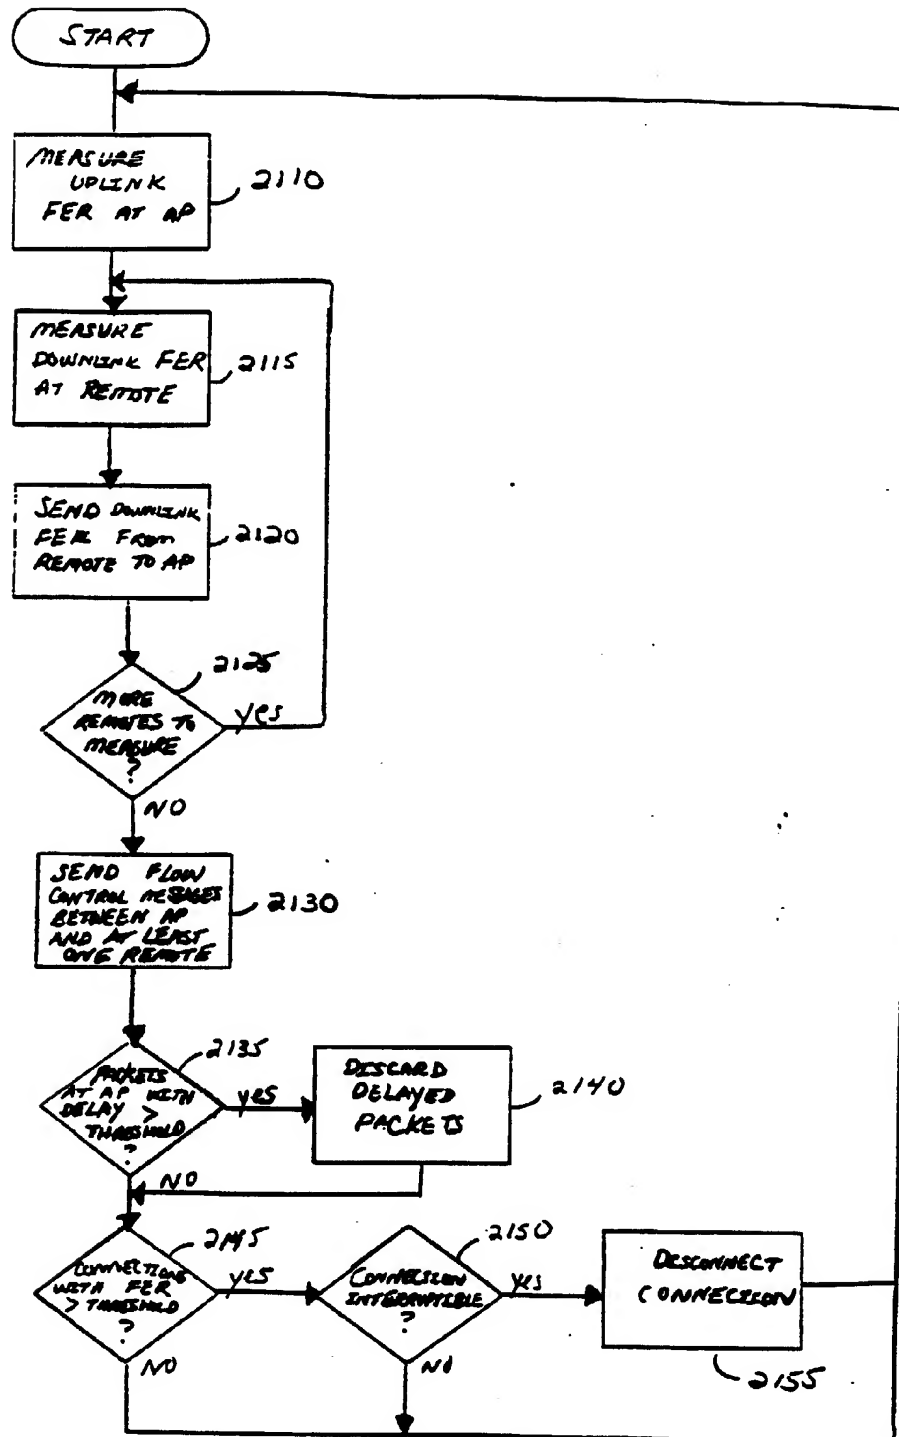 START
MEASURE
UPLINK
FER AT AP
2110
MEASURE
DOWNLINK FER
AT REMOTE
2115
SEND DOWNLINK
FER FROM
REMOTE TO AP
2120
2125
MORE
REMOTES TO
MEASURE
?
yes
NO
SEND FLOW
CONTROL MESSAGES
BETWEEN AP
AND AT LEAST
ONE REMOTE
2130
2135
PACKETS
AT AP WITH
DELAY >
THRESHOLD
?
yes
NO
DISCARD
DELAYED
PACKETS
2140
2145
CONNECTIONS
WITH FER
> THRESHOLD
?
yes
NO
2150
CONNECTION
INTERRUPTIBLE
?
yes
NO
DISCONNECT
CONNECTION
2155